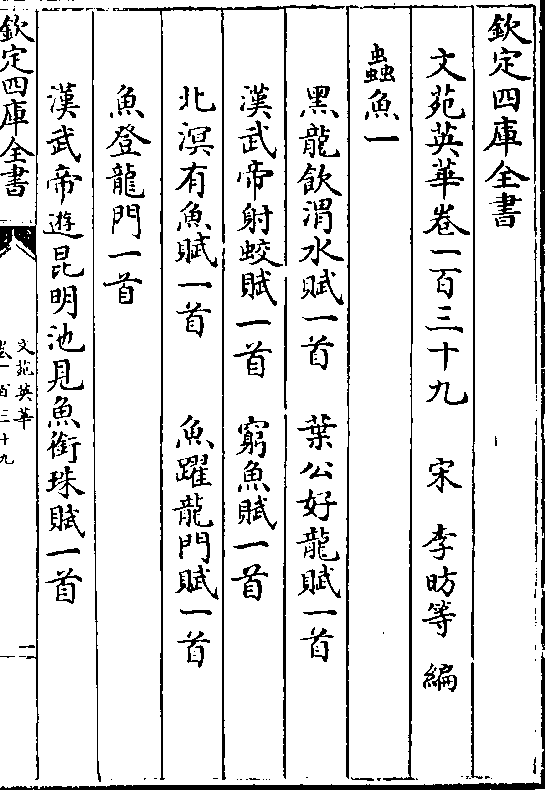 欽定四庫全書
文苑英華卷一百三十九 宋 李昉等 編
蟲魚一
黑龍飲渭水賦一首 葉公好龍賦一首
漢武帝射蛟賦一首 窮魚賦一首
北溟有魚賦一首 魚躍龍門賦一首
魚登龍門一首
漢武帝遊昆明池見魚銜珠賦一首
欽定四庫全書
文苑英華
卷一百三十九